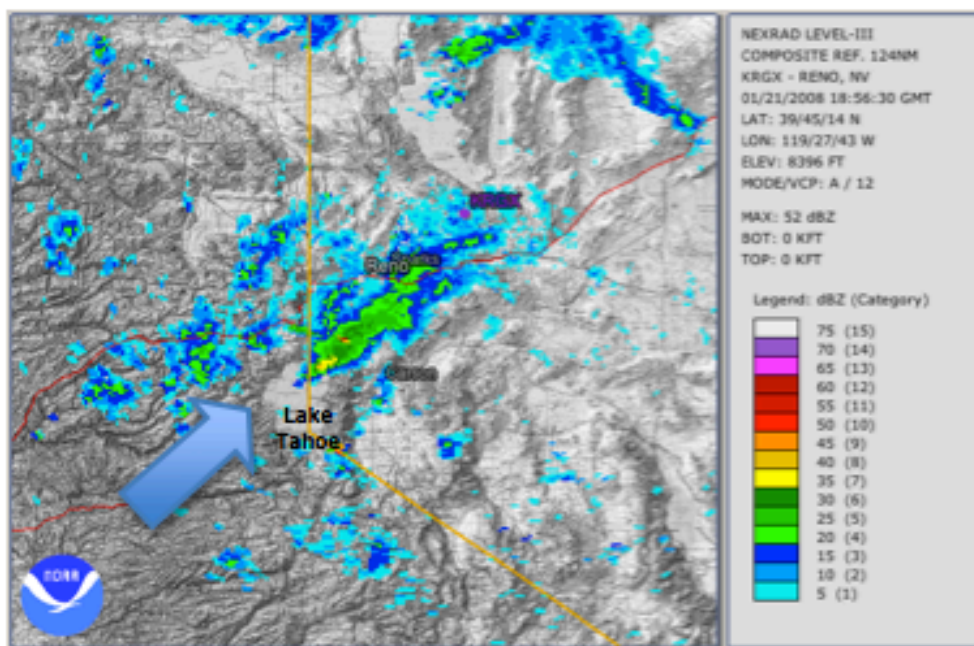 NEXRAD LEVEL-III
COMPOSITE REF. 124NM
KRGX - RENO, NV
01/21/2008 18:56:30 GMT
LAT: 39/45/14 N
LON: 119/27/43 W
ELEV: 8396 FT
MODE/VCP: A / 12
MAX: 52 dBZ
BOT: 0 KFT
TOP: 0 KFT
Legend: dBZ (Category)
75 (15)
70 (14)
65 (13)
60 (12)
55 (11)
50 (10)
45 (9)
40 (8)
35 (7)
30 (6)
25 (5)
20 (4)
15 (3)
10 (2)
5 (1)
KRGX
Reno
Lake
Tahoe
NOAA